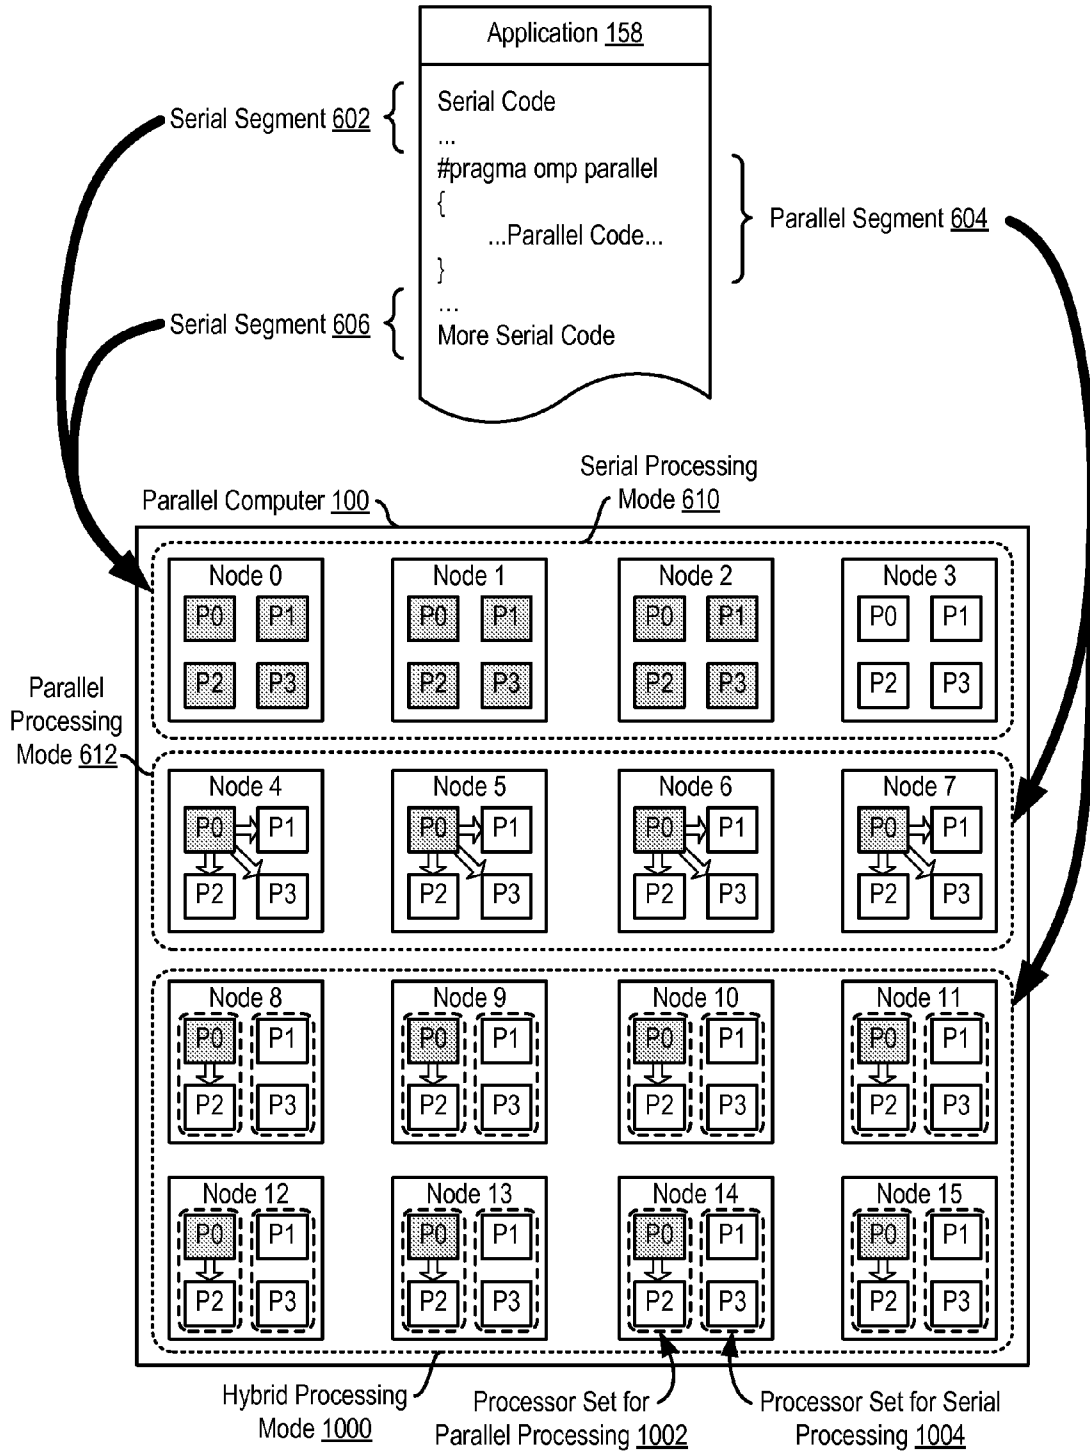 Application 158
Serial Code
Serial Segment 602
...
#pragma omp parallel
{
...Parallel Code...
Parallel Segment 604
}
...
Serial Segment 606
More Serial Code
Serial Processing
Mode 610
Parallel Computer 100
Node 0 Node 1 Node 2 Node 3
P0 P1 P0 P1 P0 P1 P0 P1
P2 P3 P2 P3 P2 P3 P2 P3
Parallel
Processing
Mode 612
Node 4 Node 5 Node 6 Node 7
P0 P1 P0 P1 P0 P1 P0 P1
P2 P3 P2 P3 P2 P3 P2 P3
Node 8 Node 9 Node 10 Node 11
P0 P1 P0 P1 P0 P1 P0 P1
P2 P3 P2 P3 P2 P3 P2 P3
Node 12 Node 13 Node 14 Node 15
P0 P1 P0 P1 P0 P1 P0 P1
P2 P3 P2 P3 P2 P3 P2 P3
Hybrid Processing
Mode 1000
Processor Set for
Parallel Processing 1002
Processor Set for Serial
Processing 1004